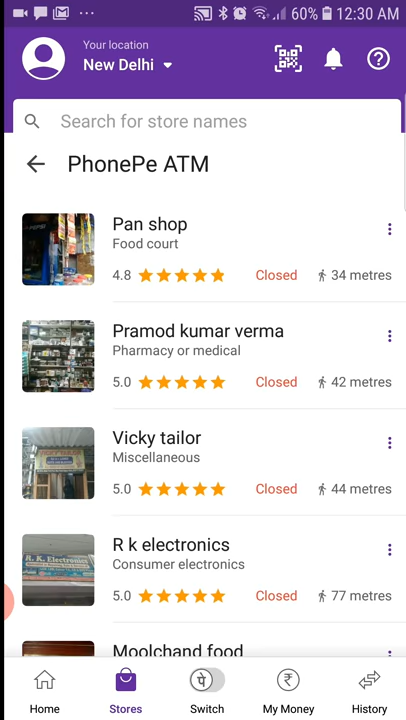 60% 12:30 AM
Your location
New Delhi
Search for store names
PhonePe ATM
Pan shop
Food court
4.8 Closed 34 metres
Pramod kumar verma
Pharmacy or medical
5.0 Closed 42 metres
VICKY TAILOR
Vicky tailor
Miscellaneous
5.0 Closed 44 metres
R. K. Electronics
R k electronics
Consumer electronics
5.0 Closed 77 metres
Moolchand food
पे
₹
Home Stores Switch My Money History